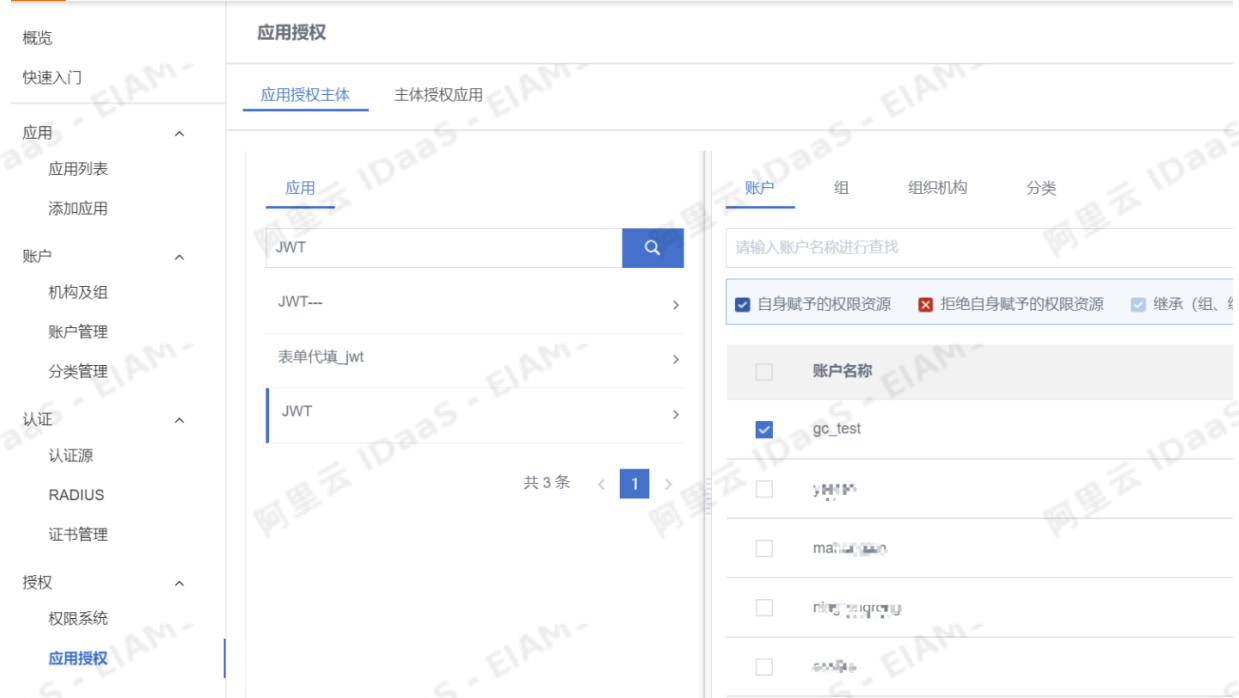 概览
快速入门
应用
应用列表
添加应用
账户
机构及组
账户管理
分类管理
认证
认证源
RADIUS
证书管理
授权
权限系统
应用授权
应用授权
应用授权主体 主体授权应用
应用
JWT
JWT---
表单代填_jwt
JWT
共 3 条 1
账户 组 组织机构 分类
请输入账户名称进行查找
自身赋予的权限资源 拒绝自身赋予的权限资源 继承（组、
账户名称
gc_test
阿里云 IDaaS - EIAM-